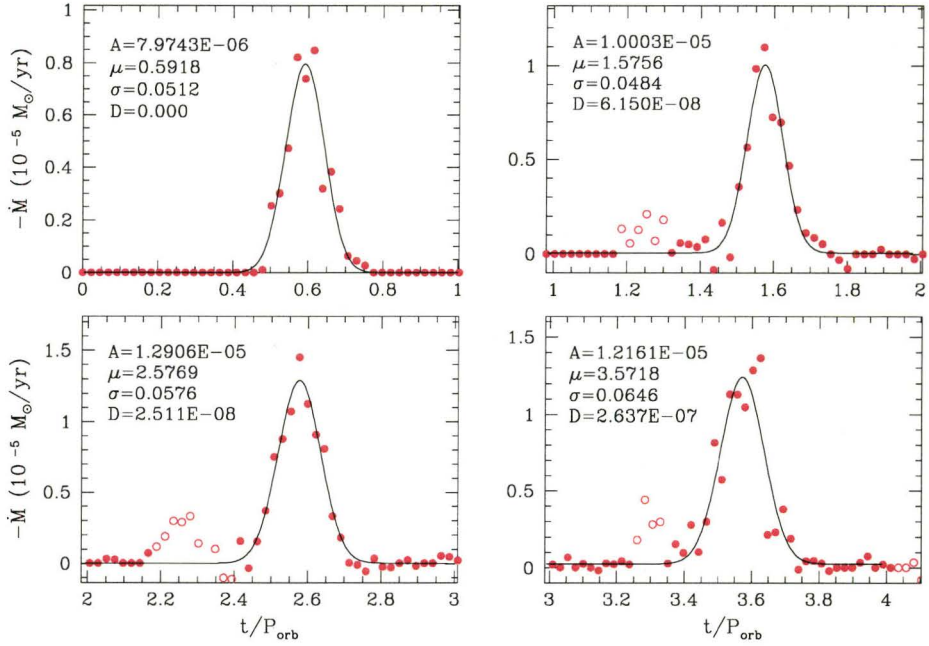 A=7.9743E−06
μ=0.5918
σ=0.0512
D=0.000
−Ṁ (10 ⁻⁵ M☉/yr)
0.8
0.6
0.4
0.2
0
0 0.2 0.4 0.6 0.8 1
A=1.0003E−05
μ=1.5756
σ=0.0484
D=6.150E−08
1
0.5
0
1 1.2 1.4 1.6 1.8 2
A=1.2906E−05
μ=2.5769
σ=0.0576
D=2.511E−08
−Ṁ (10 ⁻⁵ M☉/yr)
1.5
1
0.5
0
2 2.2 2.4 2.6 2.8 3
t/Porb
A=1.2161E−05
μ=3.5718
σ=0.0646
D=2.637E−07
1.5
1
0.5
0
3 3.2 3.4 3.6 3.8 4
t/Porb